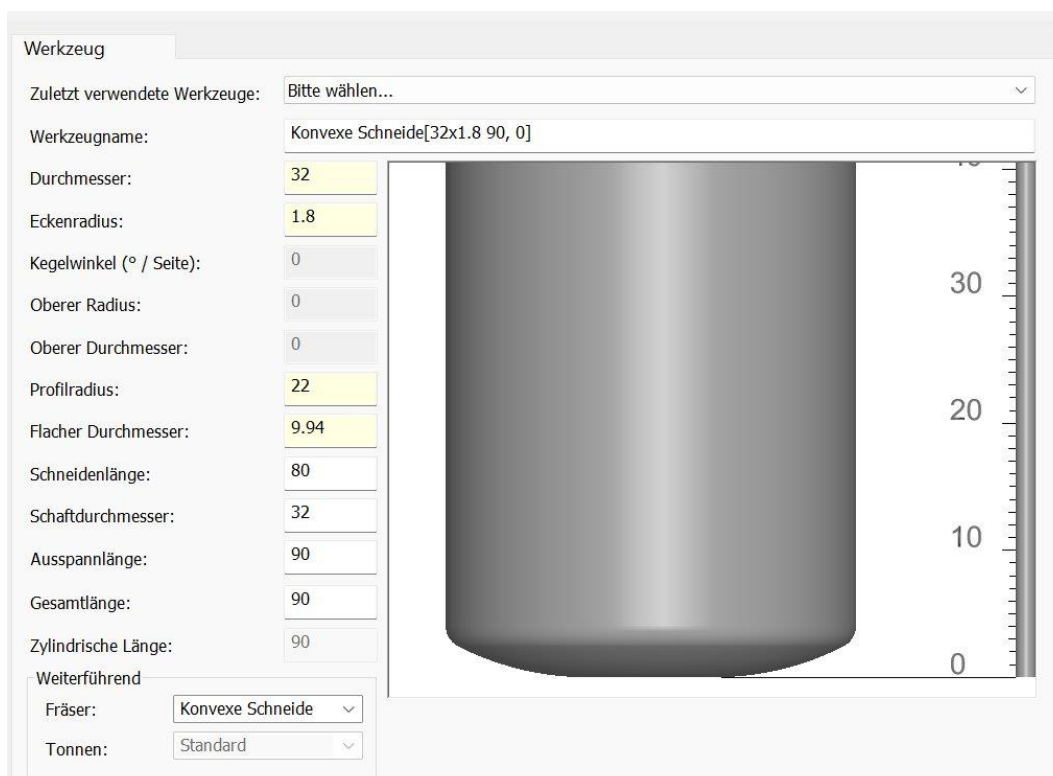 Werkzeug
Zuletzt verwendete Werkzeuge: Bitte wählen...
Werkzeugname: Konvexe Schneide[32x1.8 90, 0]
Durchmesser: 32
Eckenradius: 1.8
Kegelwinkel (° / Seite): 0
Oberer Radius: 0
Oberer Durchmesser: 0
Profilradius: 22
Flacher Durchmesser: 9.94
Schneidenlänge: 80
Schaftdurchmesser: 32
Ausspannlänge: 90
Gesamtlänge: 90
Zylindrische Länge: 90
Weiterführend
Fräser: Konvexe Schneide
Tonnen: Standard
30
20
10
0